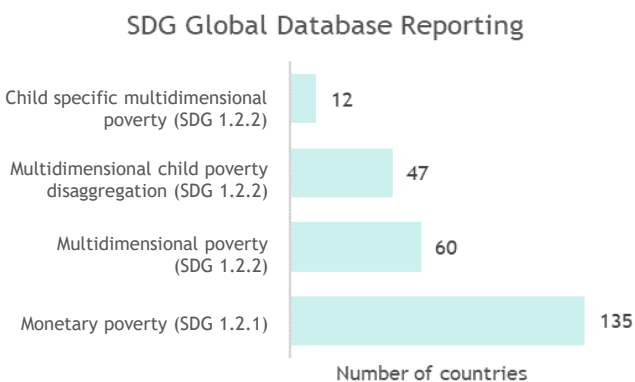 SDG Global Database Reporting
Child specific multidimensional
poverty (SDG 1.2.2)
12
Multidimensional child poverty
disaggregation (SDG 1.2.2)
47
Multidimensional poverty
(SDG 1.2.2)
60
Monetary poverty (SDG 1.2.1)
135
Number of countries